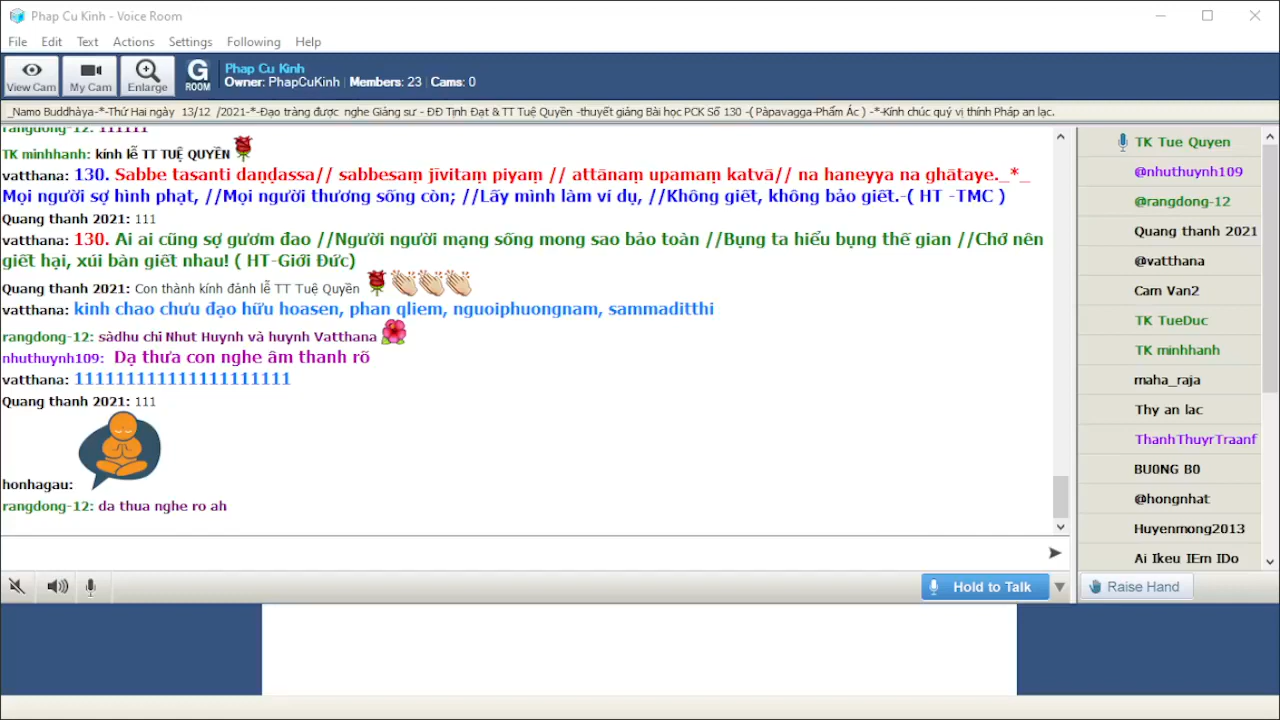 Phap Cu Kinh - Voice Room
File Edit Text Actions Settings Following Help
View Cam My Cam Enlarge G ROOM
Phap Cu Kinh
Owner: PhapCuKinh | Members: 23 | Cams: 0
_Namo Buddhàya-*-Thứ Hai ngày 13/12 /2021-*-Đạo tràng được nghe Giảng sư - ĐĐ Tịnh Đạt & TT Tuệ Quyền -thuyết giảng Bài học PCK Số 130 -( Pàpavagga-Phẩm Ác ) -*-Kính chúc quý vị thính Pháp an lạc.
rangdong-12: 111111
TK minhhanh: kính lễ TT TUỆ QUYỀN
vatthana: 130. Sabbe tasanti daṇḍassa// sabbesaṃ jīvitaṃ piyaṃ // attānaṃ upamaṃ katvā// na haneyya na ghātaye._*_
Mọi người sợ hình phạt, //Mọi người thương sống còn; //Lấy mình làm ví dụ, //Không giết, không bảo giết.-( HT -TMC )
Quang thanh 2021: 111
vatthana: 130. Ai ai cũng sợ gươm đao //Người người mạng sống mong sao bảo toàn //Bụng ta hiểu bụng thế gian //Chớ nên
giết hại, xúi bàn giết nhau! ( HT-Giới Đức)
Quang thanh 2021: Con thành kính đảnh lễ TT Tuệ Quyền
vatthana: kinh chao chưu đạo hữu hoasen, phan qliem, nguoiphuongnam, sammaditthi
rangdong-12: sàdhu chi Nhut Huynh và huynh Vatthana
nhuthuynh109: Dạ thưa con nghe âm thanh rõ
vatthana: 111111111111111111111
Quang thanh 2021: 111
honhagau:
rangdong-12: da thua nghe ro ah
Hold to Talk
TK Tue Quyen
@nhuthuynh109
@rangdong-12
Quang thanh 2021
@vatthana
Cam Van2
TK TueDuc
TK minhhanh
maha_raja
Thy an lac
ThanhThuyrTraanf
BU0NG B0
@hongnhat
Huyenmong2013
Ai Ikeu IEm IDo
Raise Hand